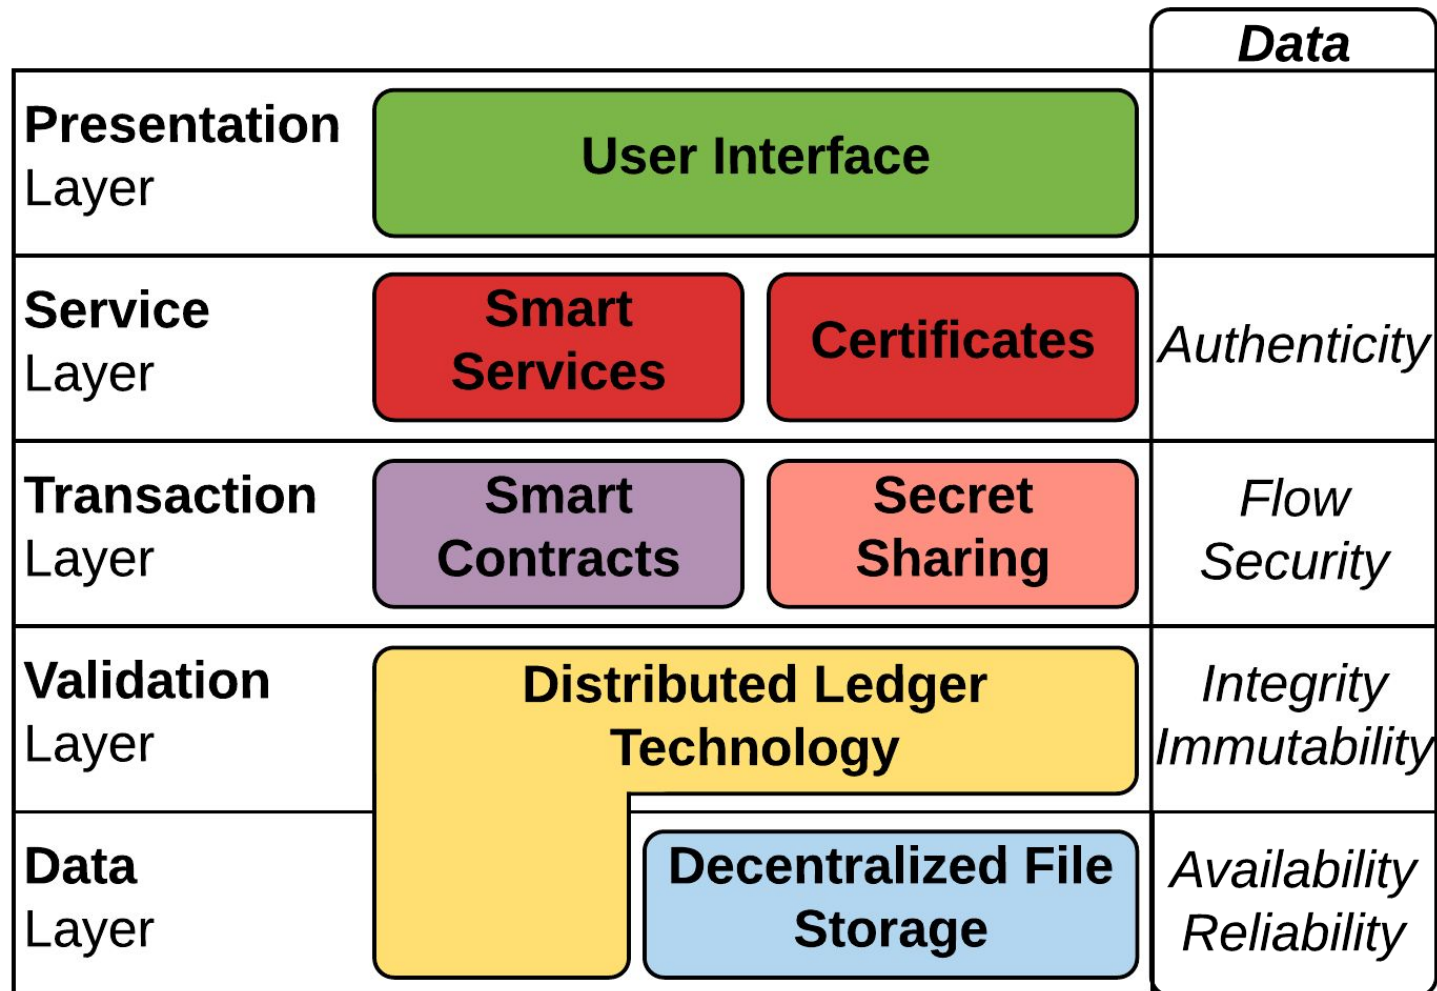 Data
Presentation
Layer
User Interface
Service
Layer
Smart
Services
Certificates
Authenticity
Transaction
Layer
Smart
Contracts
Secret
Sharing
Flow
Security
Validation
Layer
Distributed Ledger
Technology
Integrity
Immutability
Data
Layer
Decentralized File
Storage
Availability
Reliability